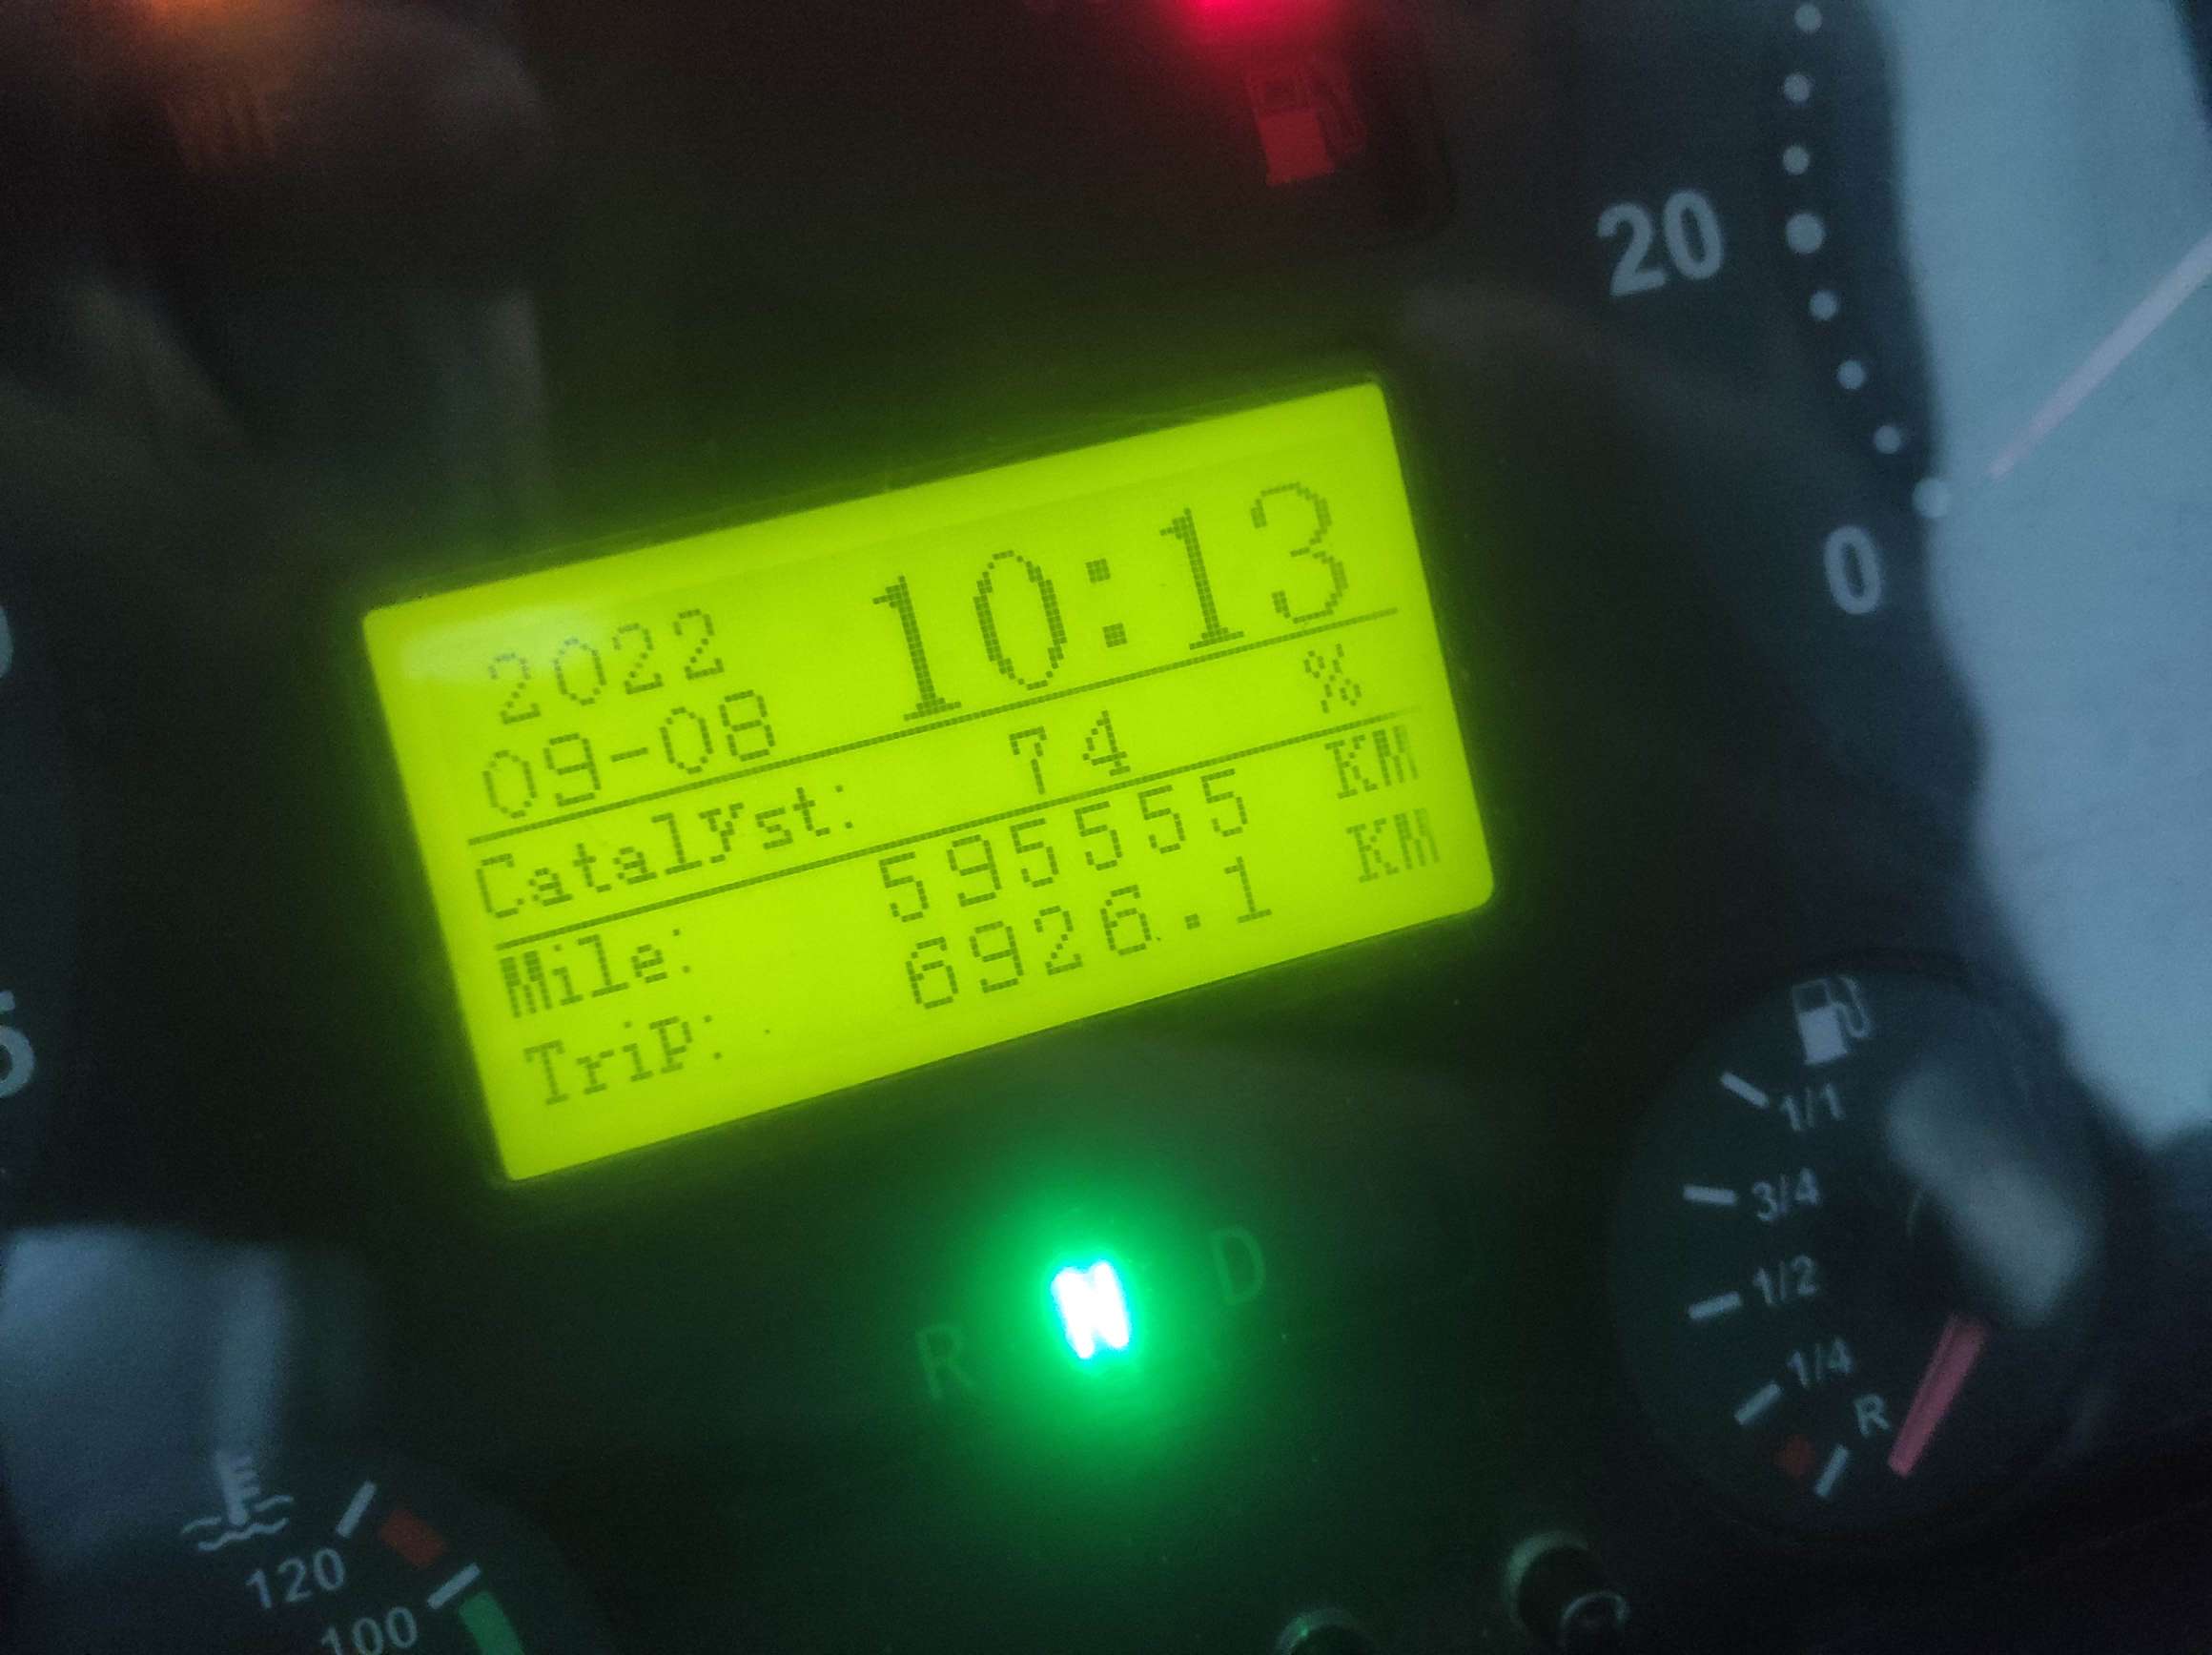 20
0
2022 10:13
09-08
Catalyst: 74 %
Mile: 595555 KM
Trip: 6926.1 KM
R N D
1/1
3/4
1/2
1/4
R
120
100